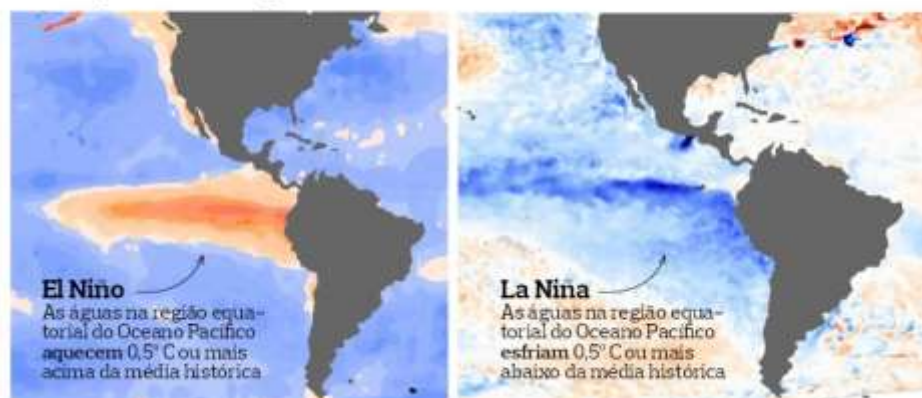 El Niño
As águas na região equa-
torial do Oceano Pacífico
aquecem 0,5° C ou mais
acima da média histórica
La Niña
As águas na região equa-
torial do Oceano Pacífico
esfriam 0,5° C ou mais
abaixo da média histórica